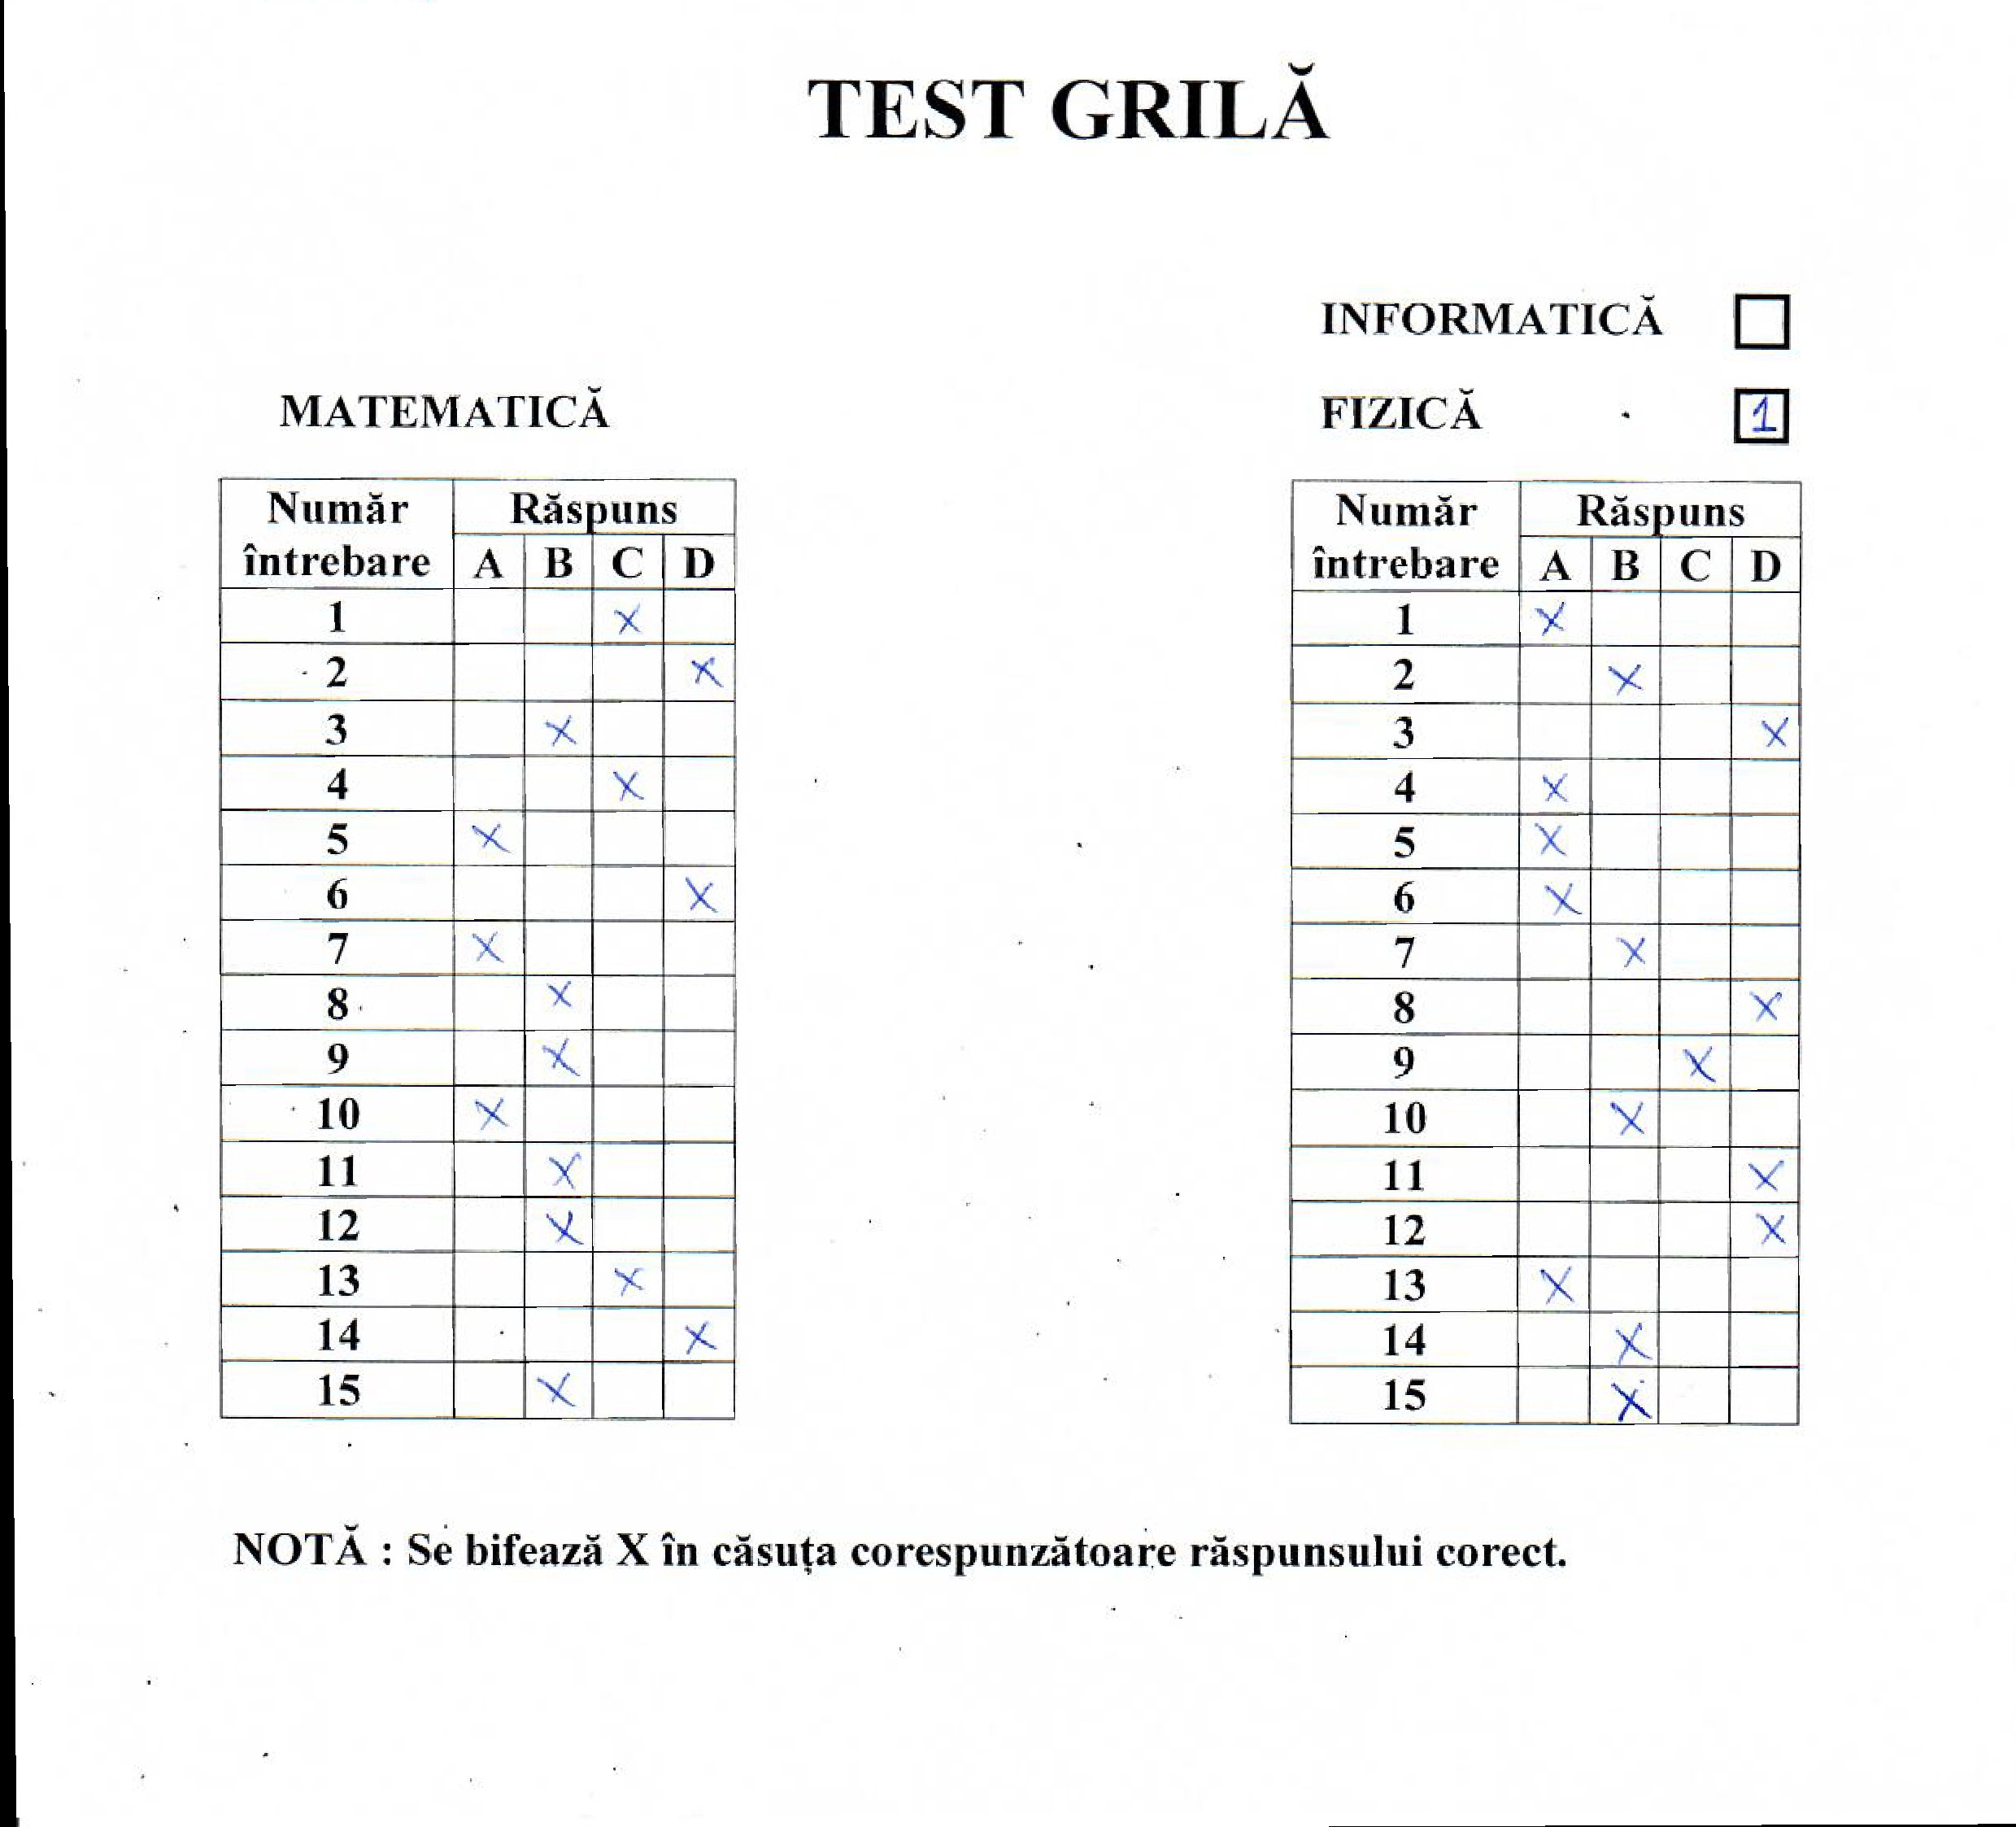 TEST GRILĂ
INFORMATICĂ
MATEMATICĂ
FIZICĂ 1
Număr întrebare Răspuns
A B C D
1 X
2 X
3 X
4 X
5 X
6 X
7 X
8 X
9 X
10 X
11 X
12 X
13 X
14 X
15 X
Număr întrebare Răspuns
A B C D
1 X
2 X
3 X
4 X
5 X
6 X
7 X
8 X
9 X
10 X
11 X
12 X
13 X
14 X
15 X
NOTĂ : Se bifează X în căsuța corespunzătoare răspunsului corect.